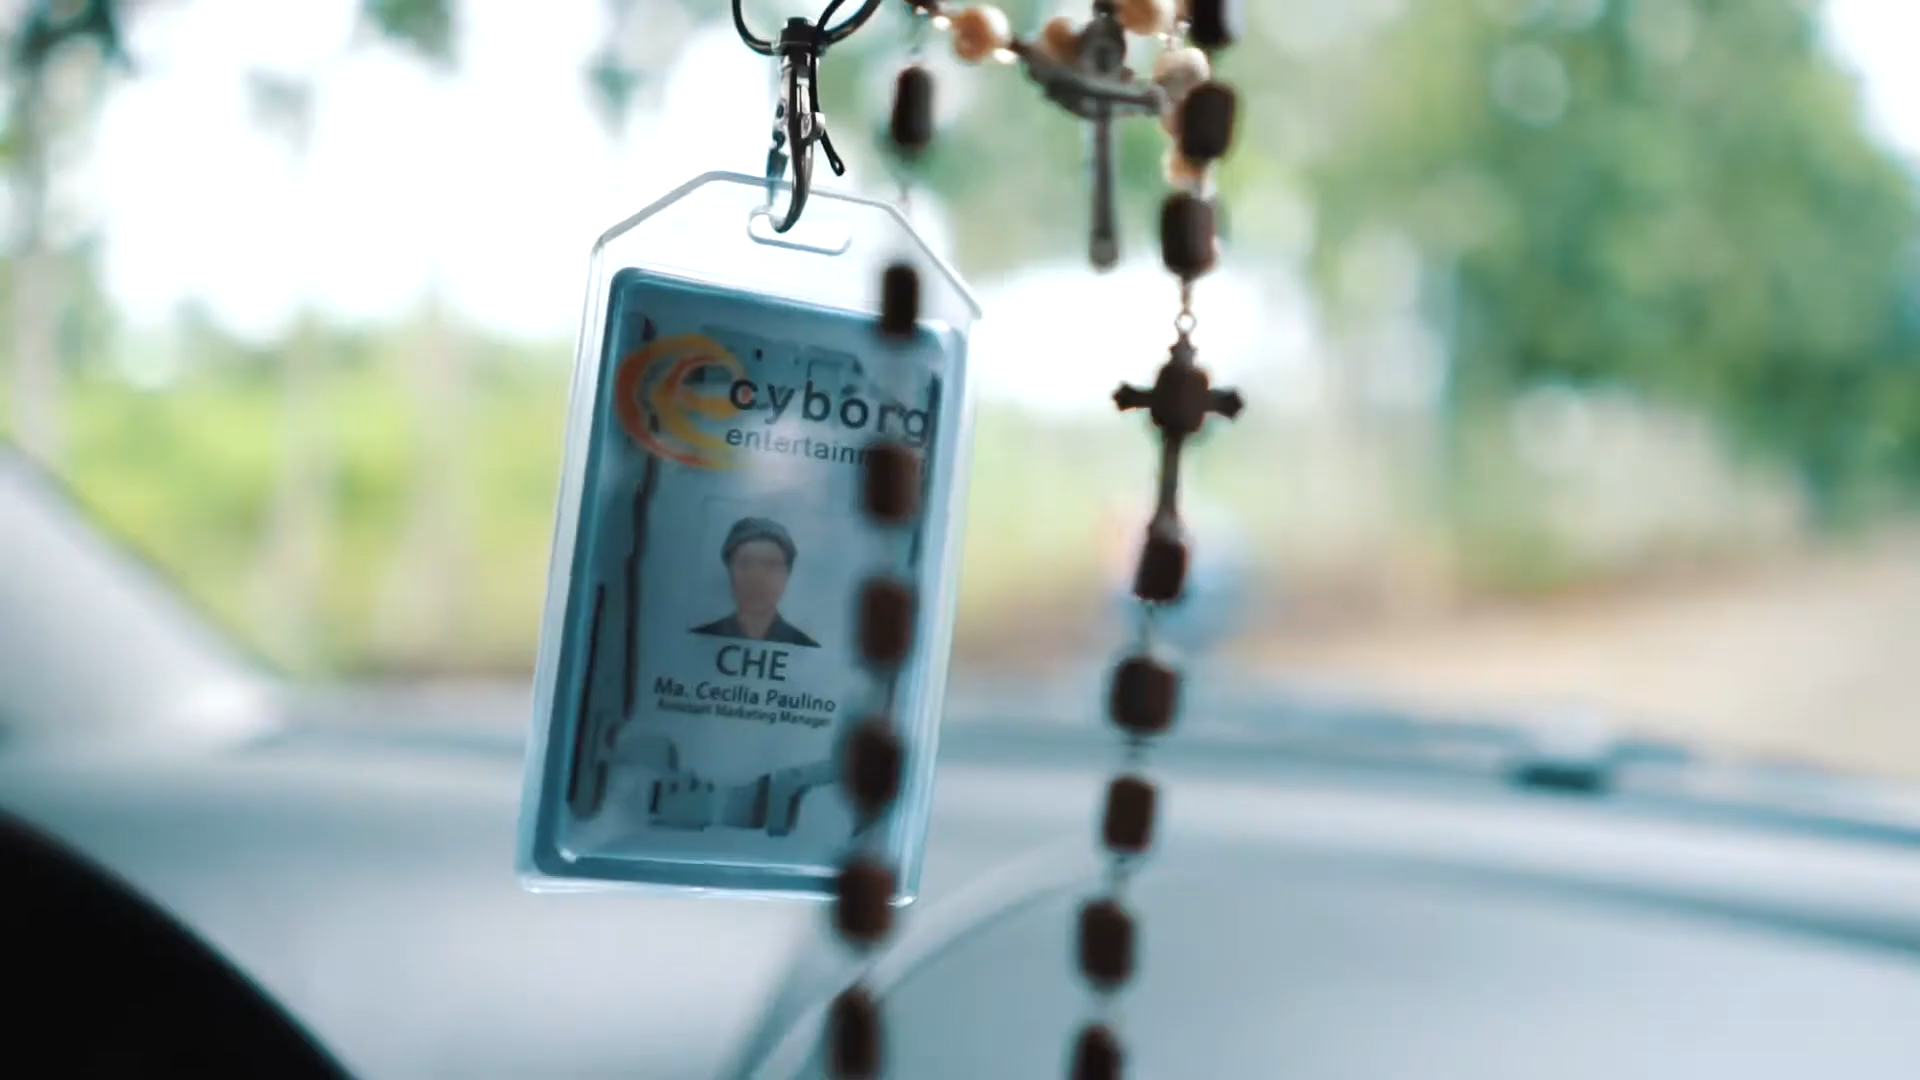 cyborg
entertainm
CHE
Ma. Cecilia Paulino
Assistant Marketing Manager